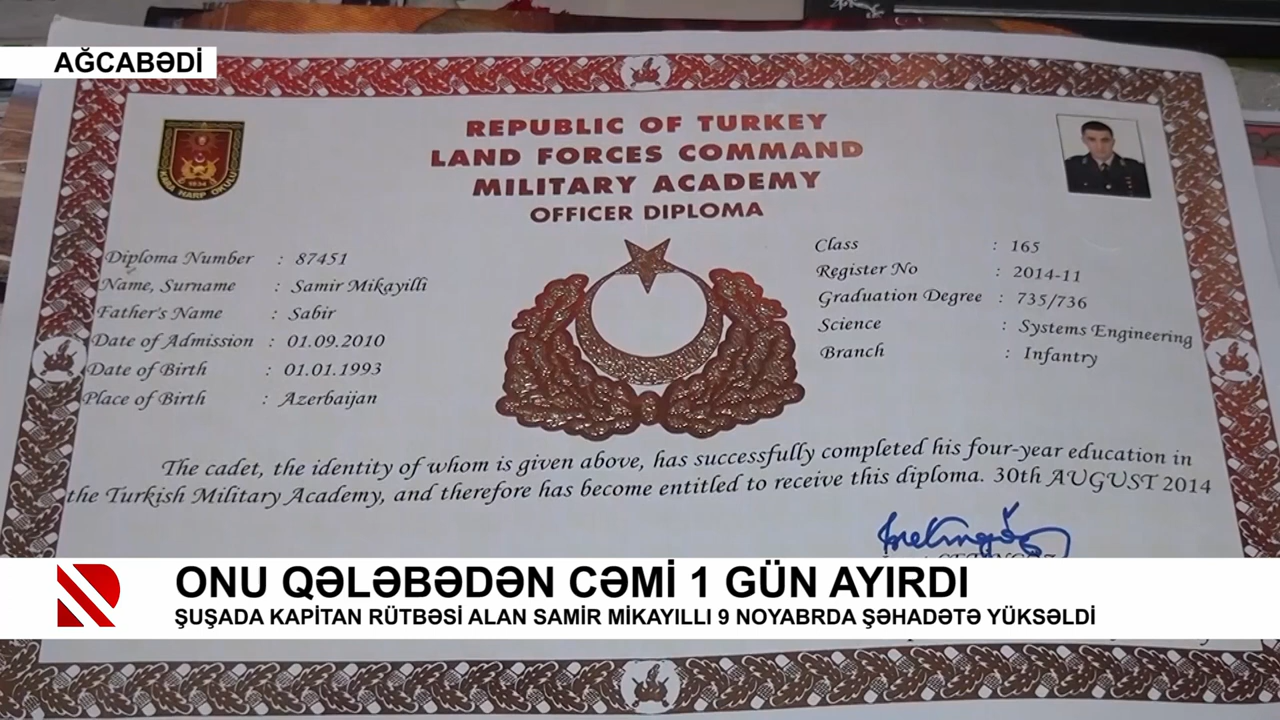 AĞCABƏDİ
KARA HARP OKULU
1834
REPUBLIC OF TURKEY
LAND FORCES COMMAND
MILITARY ACADEMY
OFFICER DIPLOMA
Diploma Number : 87451
Name, Surname : Samir Mikayilli
Father's Name : Sabir
Date of Admission : 01.09.2010
Date of Birth : 01.01.1993
Place of Birth : Azerbaijan
Class : 165
Register No : 2014-11
Graduation Degree : 735/736
Science : Systems Engineering
Branch : Infantry
The cadet, the identity of whom is given above, has successfully completed his four-year education in
the Turkish Military Academy, and therefore has become entitled to receive this diploma. 30th AUGUST 2014
ONU QƏLƏBƏDƏN CƏMİ 1 GÜN AYIRDI
ŞUŞADA KAPİTAN RÜTBƏSİ ALAN SAMİR MİKAYILLI 9 NOYABRDA ŞƏHADƏTƏ YÜKSƏLDİ